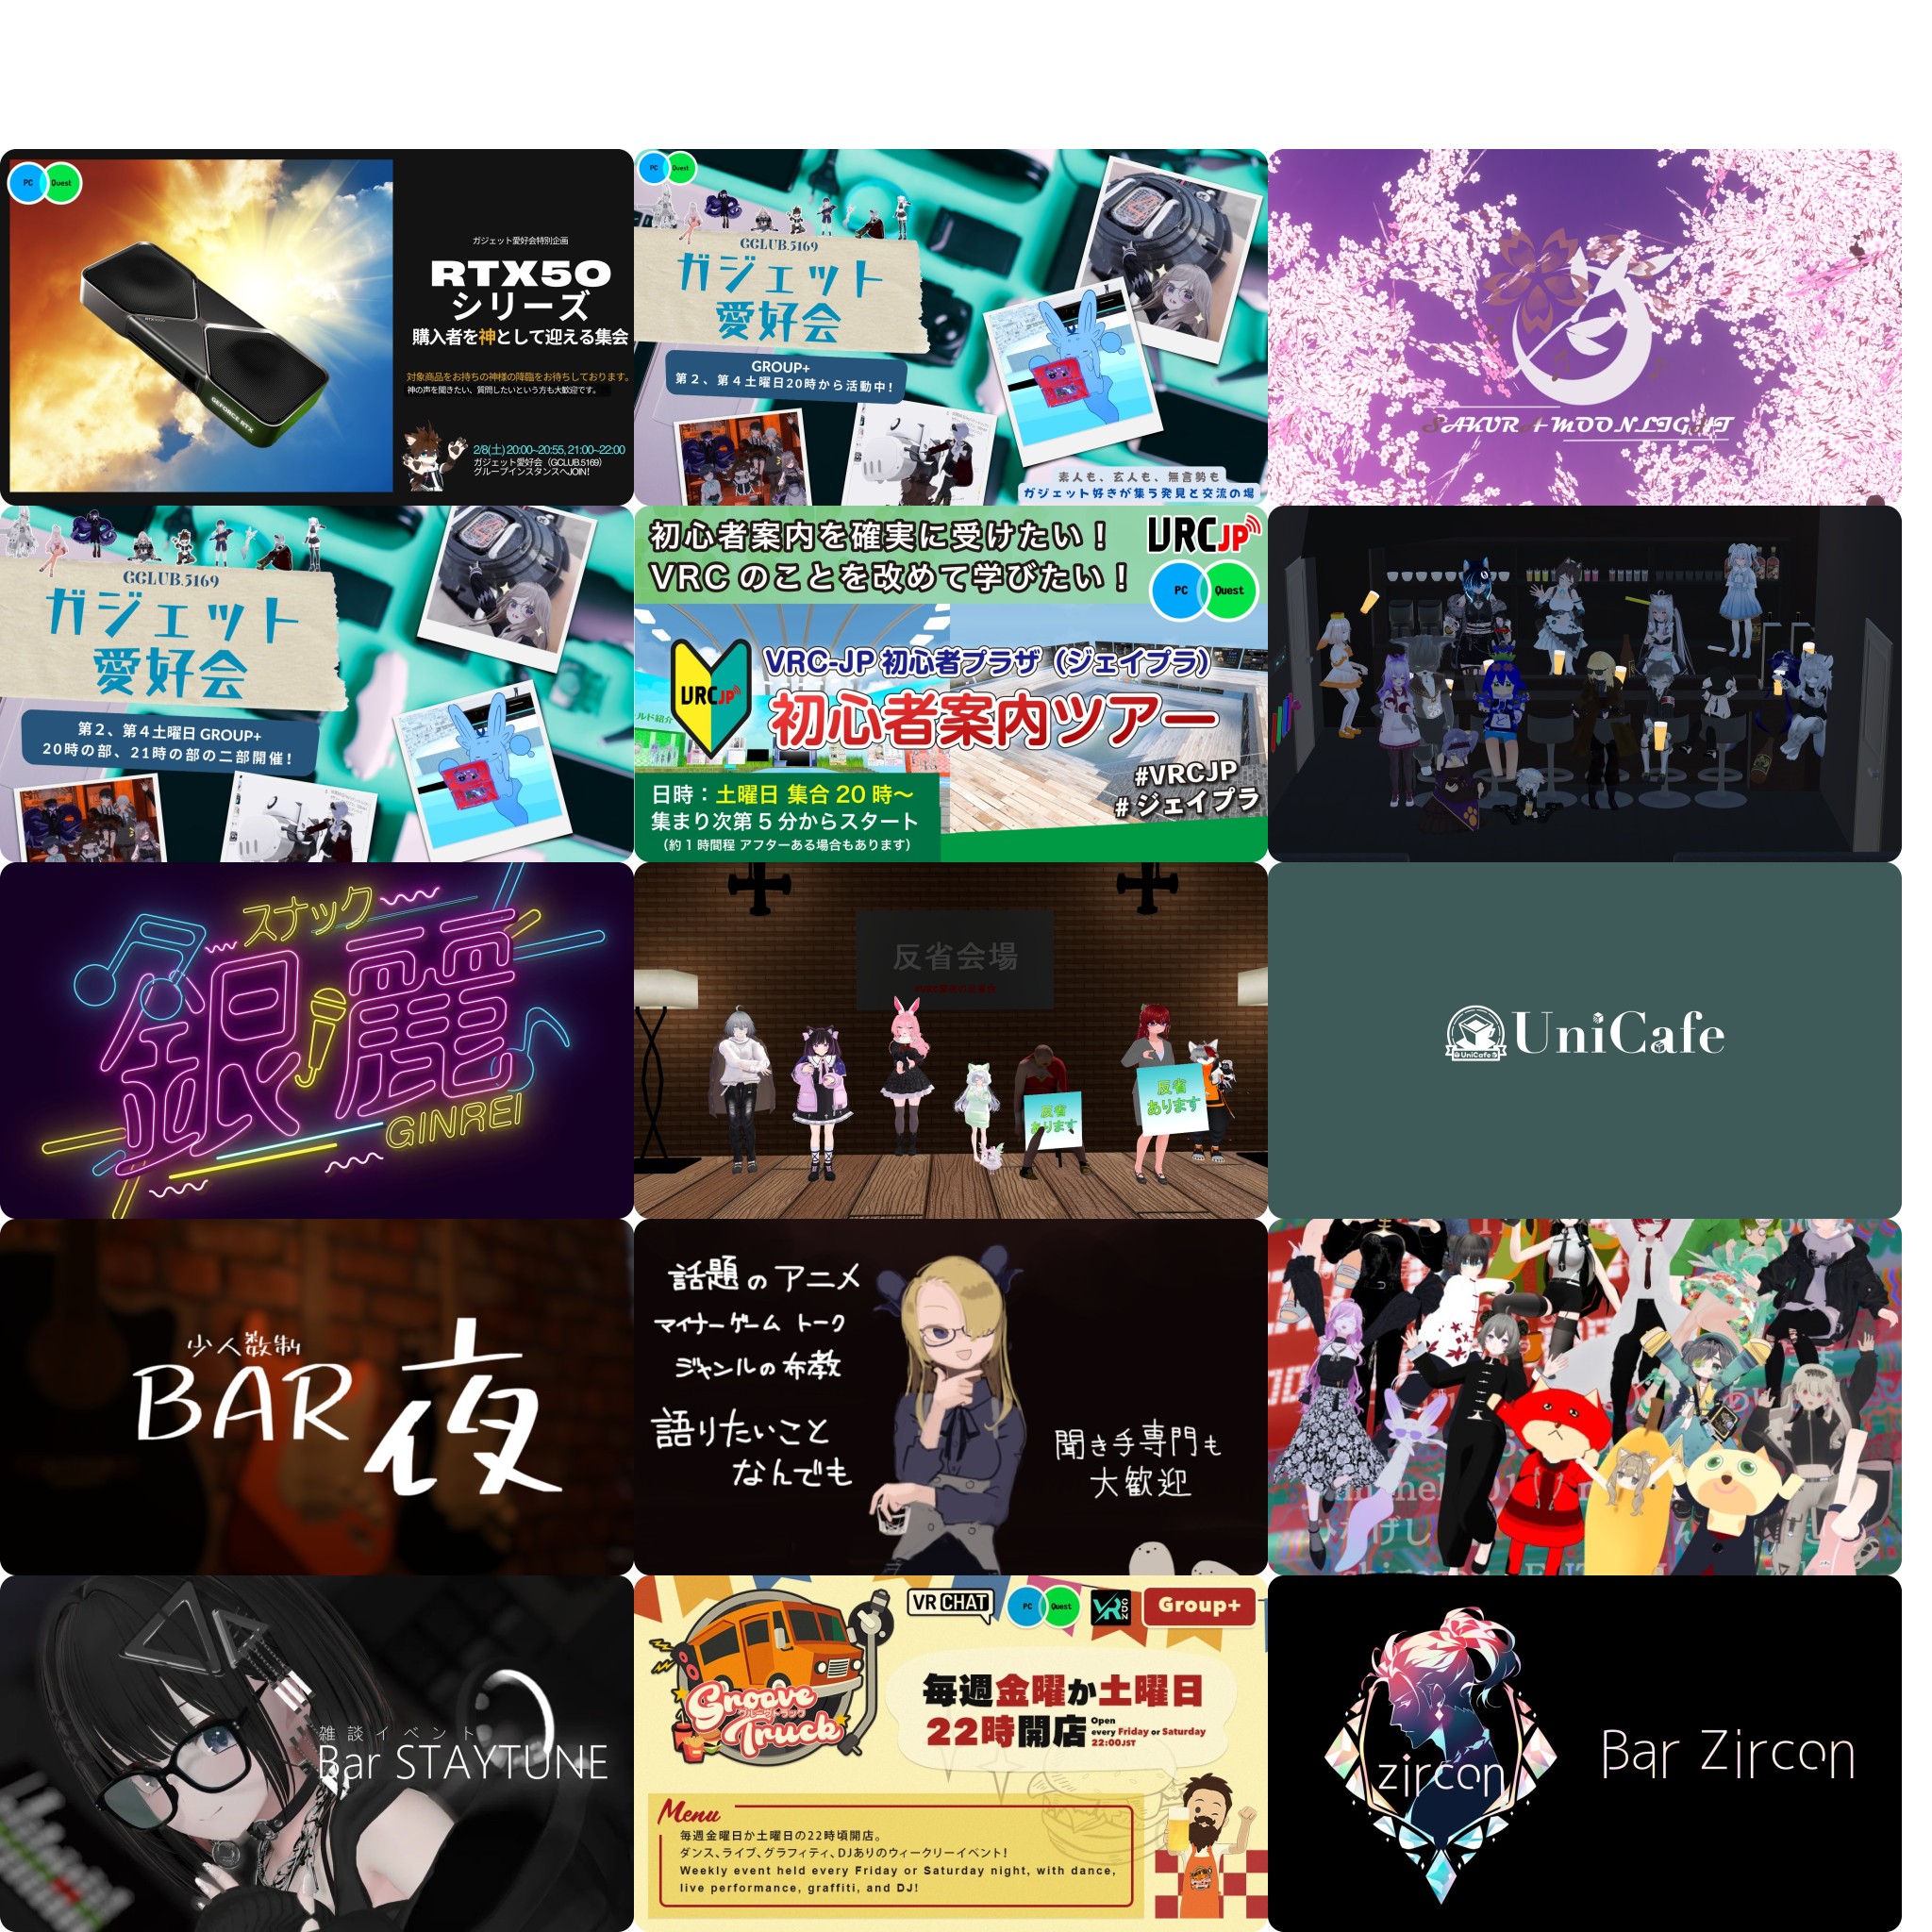 PC
Quest
ガジェット愛好会特別企画
RTX50
シリーズ
購入者を神として迎える集会
対象商品をお持ちの神様の降臨をお待ちしております。
神の声を聞きたい、質問したいという方も大歓迎です。
GEFORCE RTX
2/8(土) 20:00~20:55, 21:00~22:00
ガジェット愛好会（GCLUB.5169）
グループインスタンスへJOIN!
PC
Quest
GCLUB.5169
ガジェット
愛好会
GROUP+
第２、第４土曜日20時から活動中!
素人も、玄人も、無言勢も
ガジェット好きが集う発見と交流の場
SAKURA MOONLIGHT
GCLUB.5169
ガジェット
愛好会
第２、第４土曜日 GROUP+
20時の部、21時の部の二部開催!
初心者案内を確実に受けたい！
VRC のことを改めて学びたい！
VRCJP
PC
Quest
VRC-JP 初心者プラザ（ジェイプラ）
VRCJP
初心者案内ツアー
#VRCJP
#ジェイプラ
日時：土曜日 集合 20 時～
集まり次第 5 分からスタート
（約 1 時間程 アフターある場合もあります）
スナック
銀麗
GINREI
反省会場
反省
あります
反省
あります
UniCafe
UniCafe
少人数制
BAR 夜
話題のアニメ
マイナーゲーム トーク
ジャンルの布教
語りたいこと
なんでも
聞き手専門も
大歓迎
雑談イベント
Bar STAYTUNE
VRCHAT
PC
Quest
Group+
Groove
グルーヴトラック
Truck
毎週金曜か土曜日
22時開店
Open
every Friday or Saturday
22:00JST
Menu
毎週金曜日か土曜日の22時頃開店。
ダンス、ライブ、グラフィティ、DJありのウィークリーイベント!
Weekly event held every Friday or Saturday night, with dance,
live performance, graffiti, and DJ!
zircon
Bar Zircon